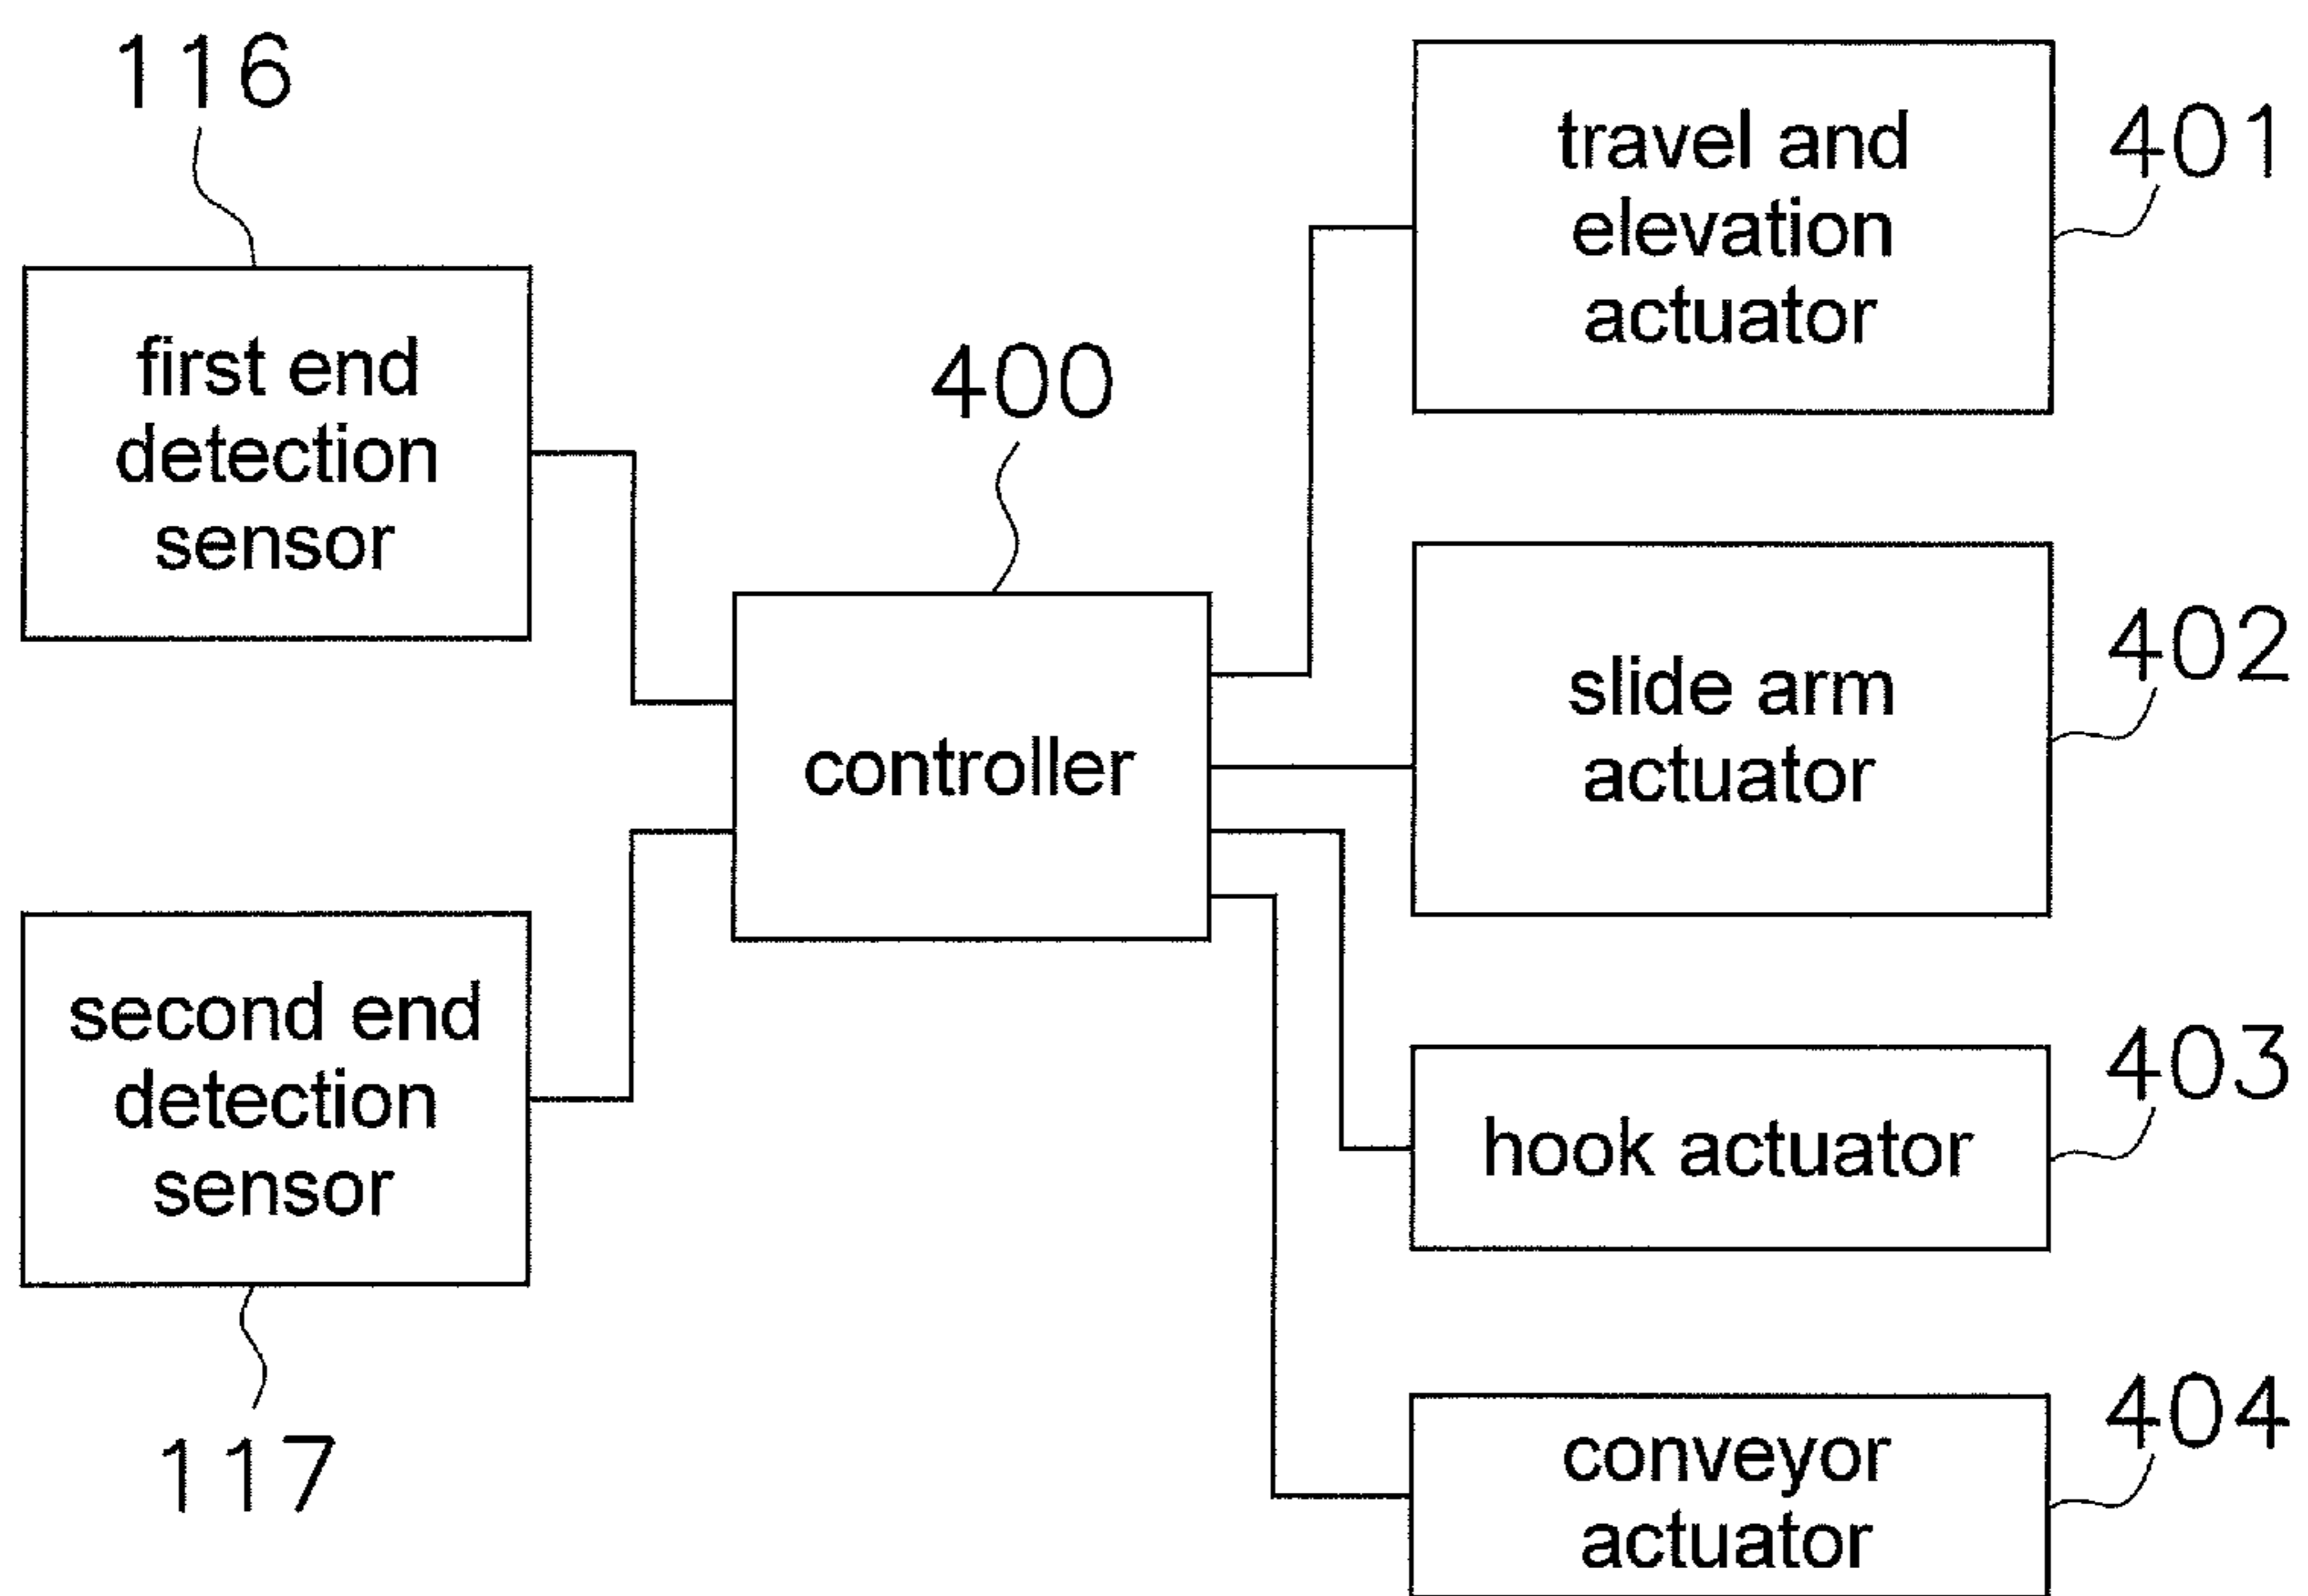 116
first end
detection
sensor
second end
detection
sensor
117
400
controller
travel and
elevation
actuator
401
slide arm
actuator
402
hook actuator
403
conveyor
actuator
404